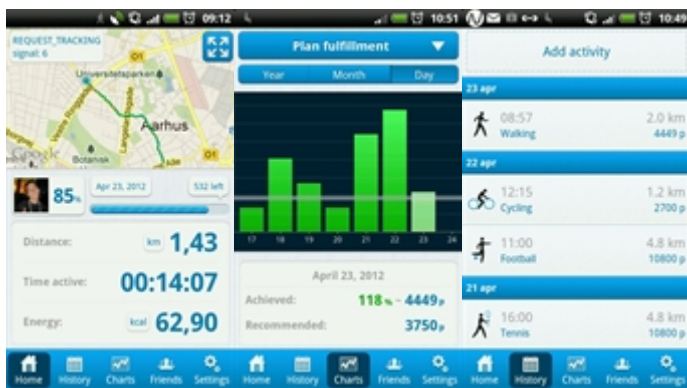 09:12
REQUEST_TRACKING
signal: 6
01
Universitetsparken
Aarhus
Google
Botanisk
01
85%
Apr 23, 2012
532 left
Distance:
km 1,43
Time active:
00:14:07
Energy:
kcal 62,90
Home History Charts Friends Settings
10:51
Plan fulfillment
Year Month Day
17 18 19 20 21 22 23 24
April 23, 2012
Achieved:
118% - 4449p
Recommended:
3750p
Home History Charts Friends Settings
10:49
Add activity
23 apr
08:57 2.0 km
Walking 4449 p
22 apr
12:15 1.2 km
Cycling 2700 p
11:00 4.8 km
Football 10800 p
21 apr
16:00 4.8 km
Tennis 10800 p
Home History Charts Friends Settings